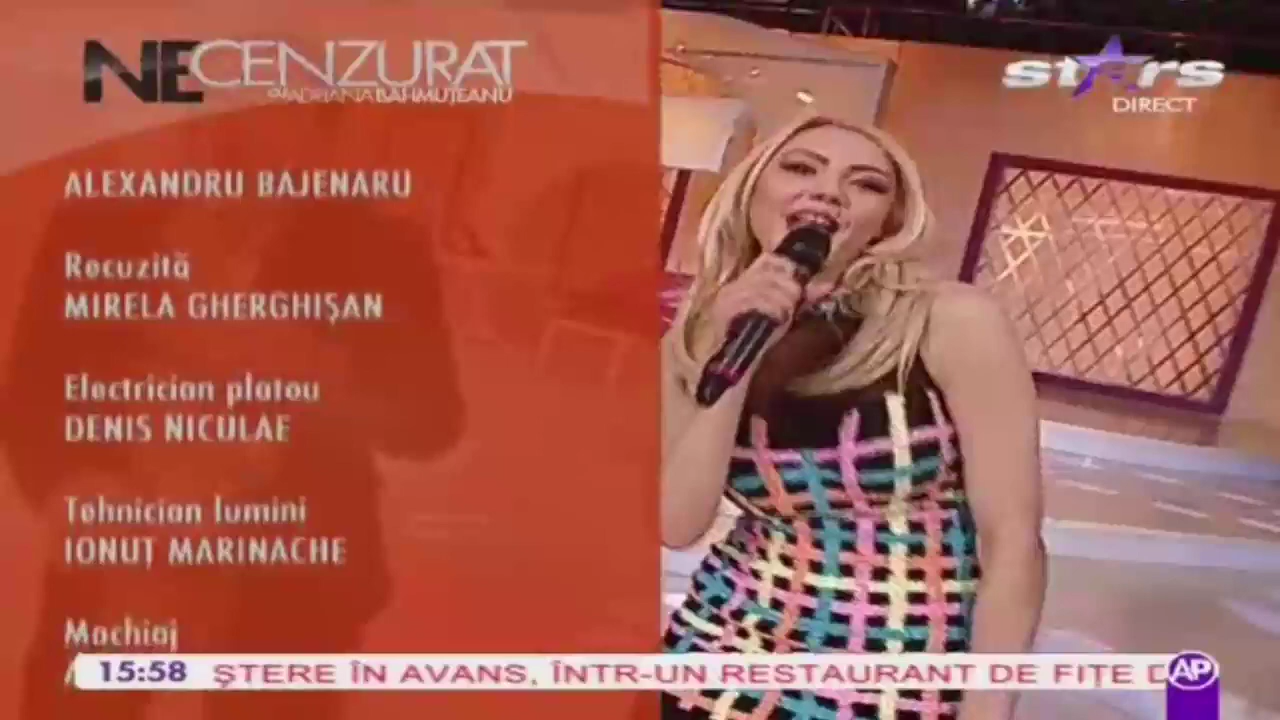 NECENZURAT
CU ADRIANA BAHMUȚEANU
stars
DIRECT
ALEXANDRU BAJENARU
Recuzită
MIRELA GHERGHIȘAN
Electrician platou
DENIS NICULAE
Tehnician lumini
IONUȚ MARINACHE
Machiaj
A
15:58 ȘTERE ÎN AVANS, ÎNTR-UN RESTAURANT DE FIȚE D
AP